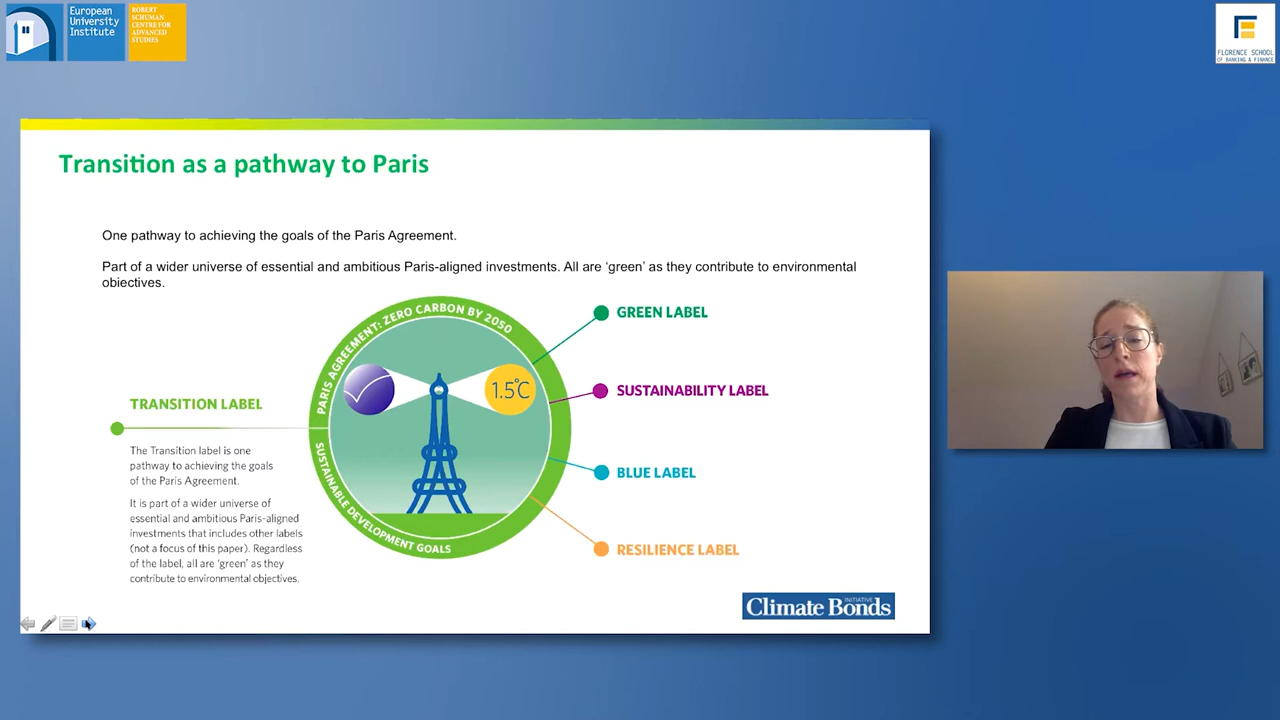 European
University
Institute
ROBERT
SCHUMAN
CENTRE FOR
ADVANCED
STUDIES
FLORENCE SCHOOL
OF BANKING & FINANCE
Transition as a pathway to Paris
One pathway to achieving the goals of the Paris Agreement.
Part of a wider universe of essential and ambitious Paris-aligned investments. All are ‘green’ as they contribute to environmental
objectives.
PARIS AGREEMENT: ZERO CARBON BY 2050
SUSTAINABLE DEVELOPMENT GOALS
1.5°C
TRANSITION LABEL
The Transition label is one
pathway to achieving the goals
of the Paris Agreement.
It is part of a wider universe of
essential and ambitious Paris-aligned
investments that includes other labels
(not a focus of this paper). Regardless
of the label, all are ‘green’ as they
contribute to environmental objectives.
GREEN LABEL
SUSTAINABILITY LABEL
BLUE LABEL
RESILIENCE LABEL
Climate Bonds
INITIATIVE